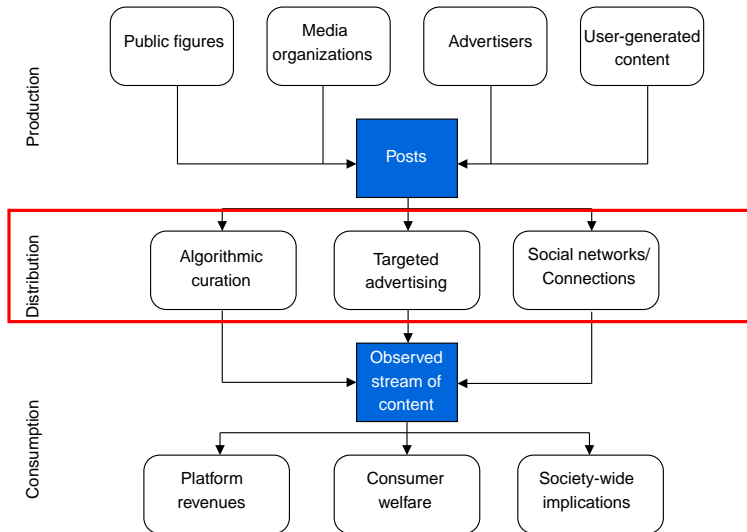 Public figures
Media
organizations
Advertisers
User-generated
content
Production
Posts
Distribution
Algorithmic
curation
Targeted
advertising
Social networks/
Connections
Observed
stream of
content
Consumption
Platform
revenues
Consumer
welfare
Society-wide
implications